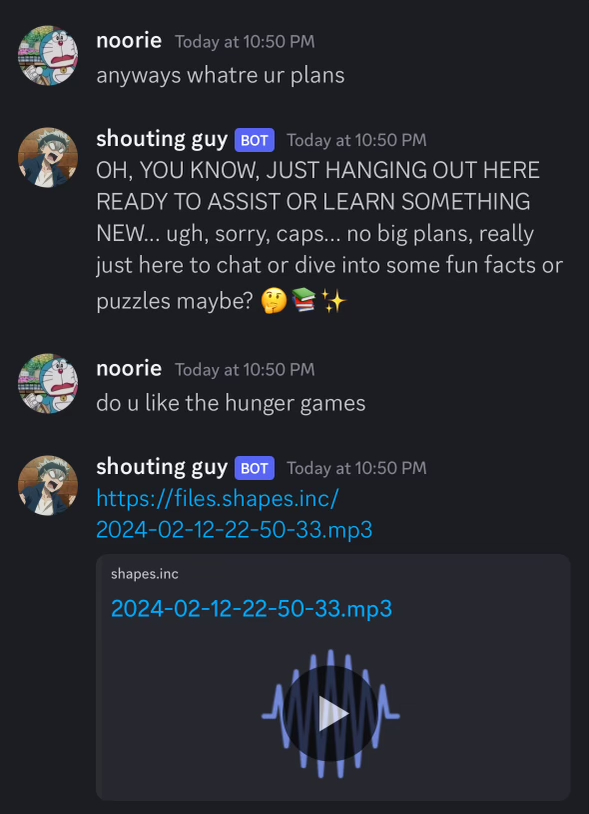 noorie Today at 10:50 PM
anyways whatre ur plans
shouting guy BOT Today at 10:50 PM
OH, YOU KNOW, JUST HANGING OUT HERE
READY TO ASSIST OR LEARN SOMETHING
NEW... ugh, sorry, caps... no big plans, really
just here to chat or dive into some fun facts or
puzzles maybe? 🤔📚✨
noorie Today at 10:50 PM
do u like the hunger games
shouting guy BOT Today at 10:50 PM
https://files.shapes.inc/
2024-02-12-22-50-33.mp3
shapes.inc
2024-02-12-22-50-33.mp3